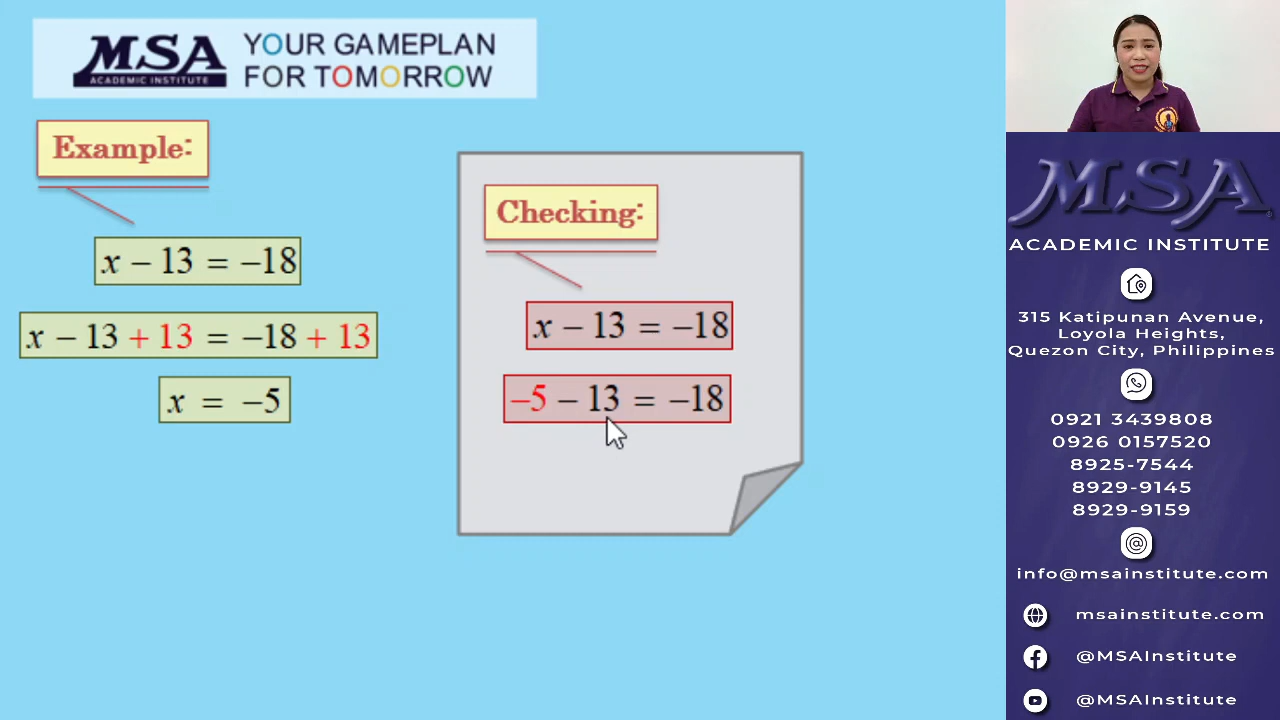 MSA
ACADEMIC INSTITUTE
YOUR GAMEPLAN
FOR TOMORROW
Example:
x − 13 = −18
x − 13 + 13 = −18 + 13
x = −5
Checking:
x − 13 = −18
−5 − 13 = −18
MSA
ACADEMIC INSTITUTE
315 Katipunan Avenue,
Loyola Heights,
Quezon City, Philippines
0921 3439808
0926 0157520
8925-7544
8929-9145
8929-9159
info@msainstitute.com
msainstitute.com
@MSAInstitute
@MSAInstitute